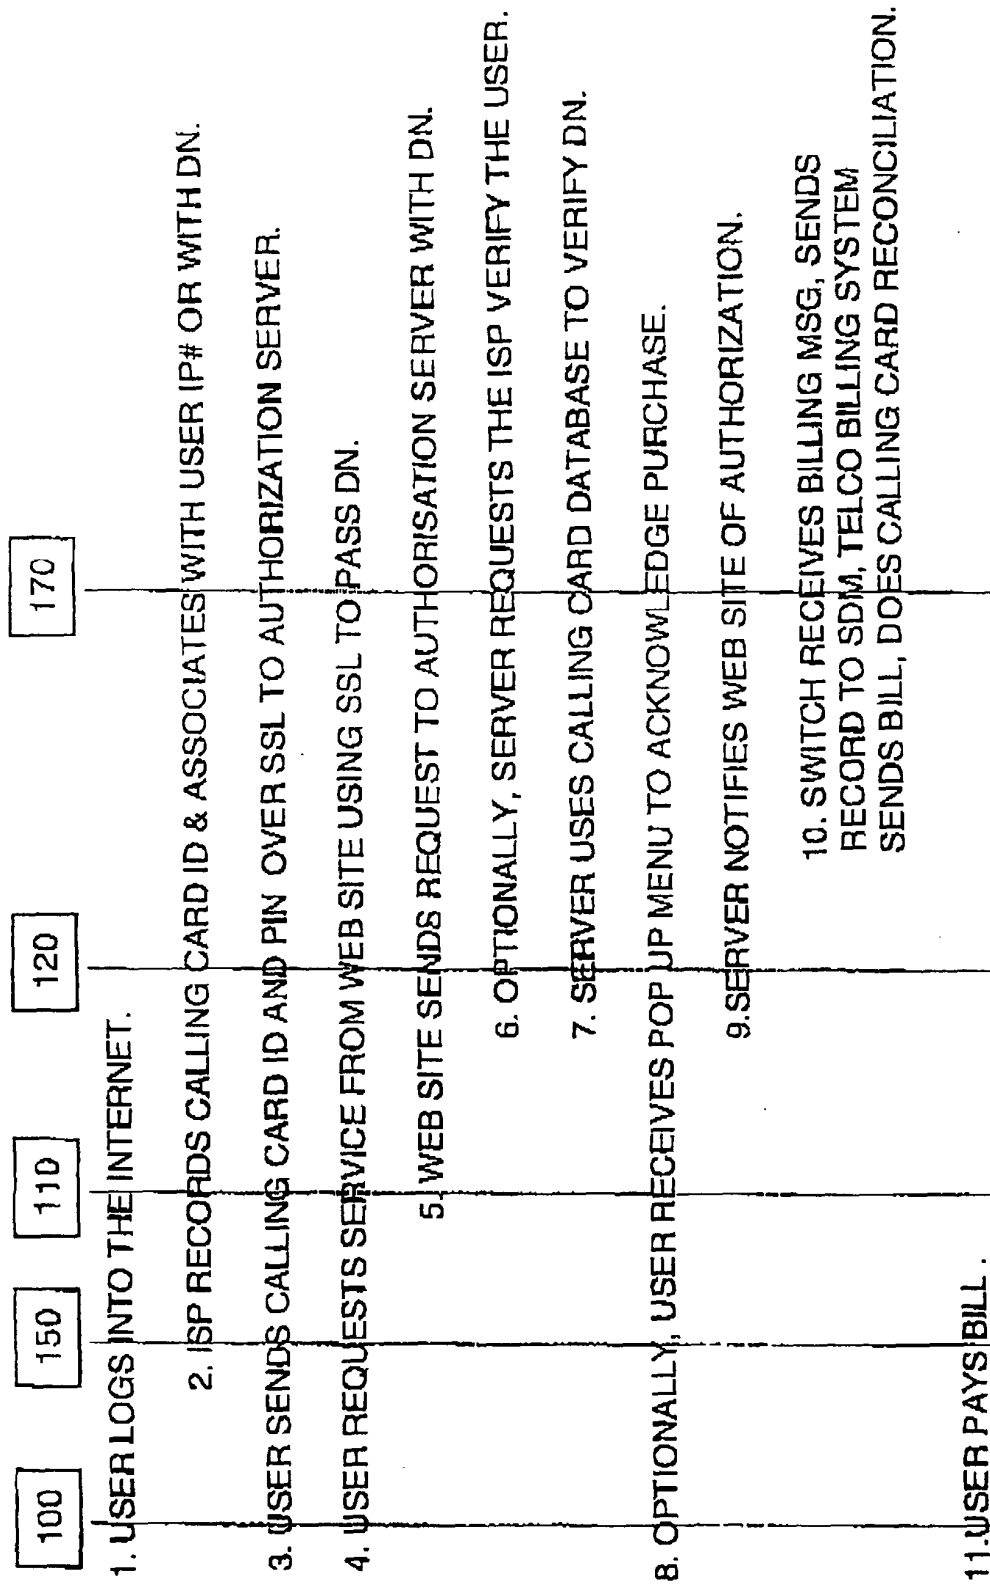 100 150 110 120 170
1. USER LOGS INTO THE INTERNET.
2. ISP RECORDS CALLING CARD ID & ASSOCIATES WITH USER IP# OR WITH DN.
3. USER SENDS CALLING CARD ID AND PIN OVER SSL TO AUTHORIZATION SERVER.
4. USER REQUESTS SERVICE FROM WEB SITE USING SSL TO PASS DN.
5. WEB SITE SENDS REQUEST TO AUTHORISATION SERVER WITH DN.
6. OPTIONALLY, SERVER REQUESTS THE ISP VERIFY THE USER.
7. SERVER USES CALLING CARD DATABASE TO VERIFY DN.
8. OPTIONALLY, USER RECEIVES POP UP MENU TO ACKNOWLEDGE PURCHASE.
9.SERVER NOTIFIES WEB SITE OF AUTHORIZATION.
10. SWITCH RECEIVES BILLING MSG, SENDS
RECORD TO SDM, TELCO BILLING SYSTEM
SENDS BILL, DOES CALLING CARD RECONCILIATION.
11.USER PAYS BILL .